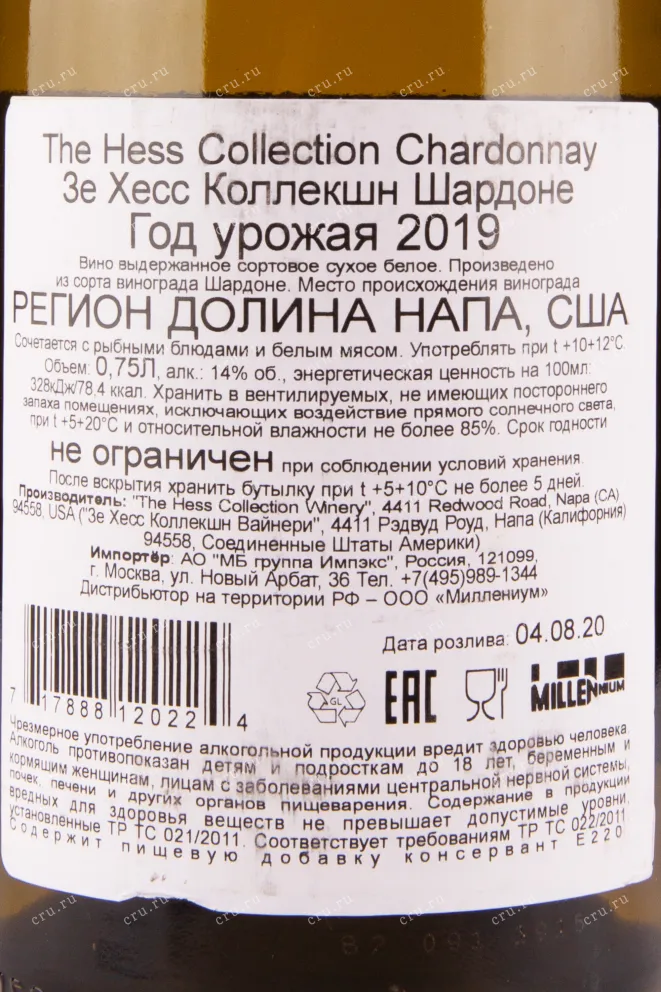 The Hess Collection Chardonnay
Зе Хесс Коллекшн Шардоне
Год урожая 2019
Вино выдержанное сортовое сухое белое. Произведено
из сорта винограда Шардоне. Место происхождения винограда
РЕГИОН ДОЛИНА НАПА, США
Сочетается с рыбными блюдами и белым мясом. Употреблять при t +10+12°C.
Объем: 0,75Л, алк.: 14% об., энергетическая ценность на 100мл:
328кДж/78,4 ккал. Хранить в вентилируемых, не имеющих постороннего
запаха помещениях, исключающих воздействие прямого солнечного света,
при t +5+20°C и относительной влажности не более 85%. Срок годности
не ограничен при соблюдении условий хранения.
После вскрытия хранить бутылку при t +5+10°C не более 5 дней.
Производитель: "The Hess Collection Winery", 4411 Redwood Road, Napa (CA)
94558, USA ("Зе Хесс Коллекшн Вайнери", 4411 Рэдвуд Роуд, Напа (Калифорния)
94558, Соединенные Штаты Америки)
Импортёр: АО "МБ группа Импэкс", Россия, 121099,
г. Москва, ул. Новый Арбат, 36 Тел. +7(495)989-1344
Дистрибьютор на территории РФ – ООО «Миллениум»
Дата розлива: 04.08.20
7 17888 12022 4
GL
EAC
MILLENNIUM
Чрезмерное употребление алкогольной продукции вредит здоровью человека.
Алкоголь противопоказан детям и подросткам до 18 лет, беременным и
кормящим женщинам, лицам с заболеваниями центральной нервной системы,
почек, печени и других органов пищеварения. Содержание в продукции
вредных для здоровья веществ не превышает допустимые уровни,
установленные ТР ТС 021/2011. Соответствует требованиям ТР ТС 022/2011
Содержит пищевую добавку консервант Е220
cru.ru